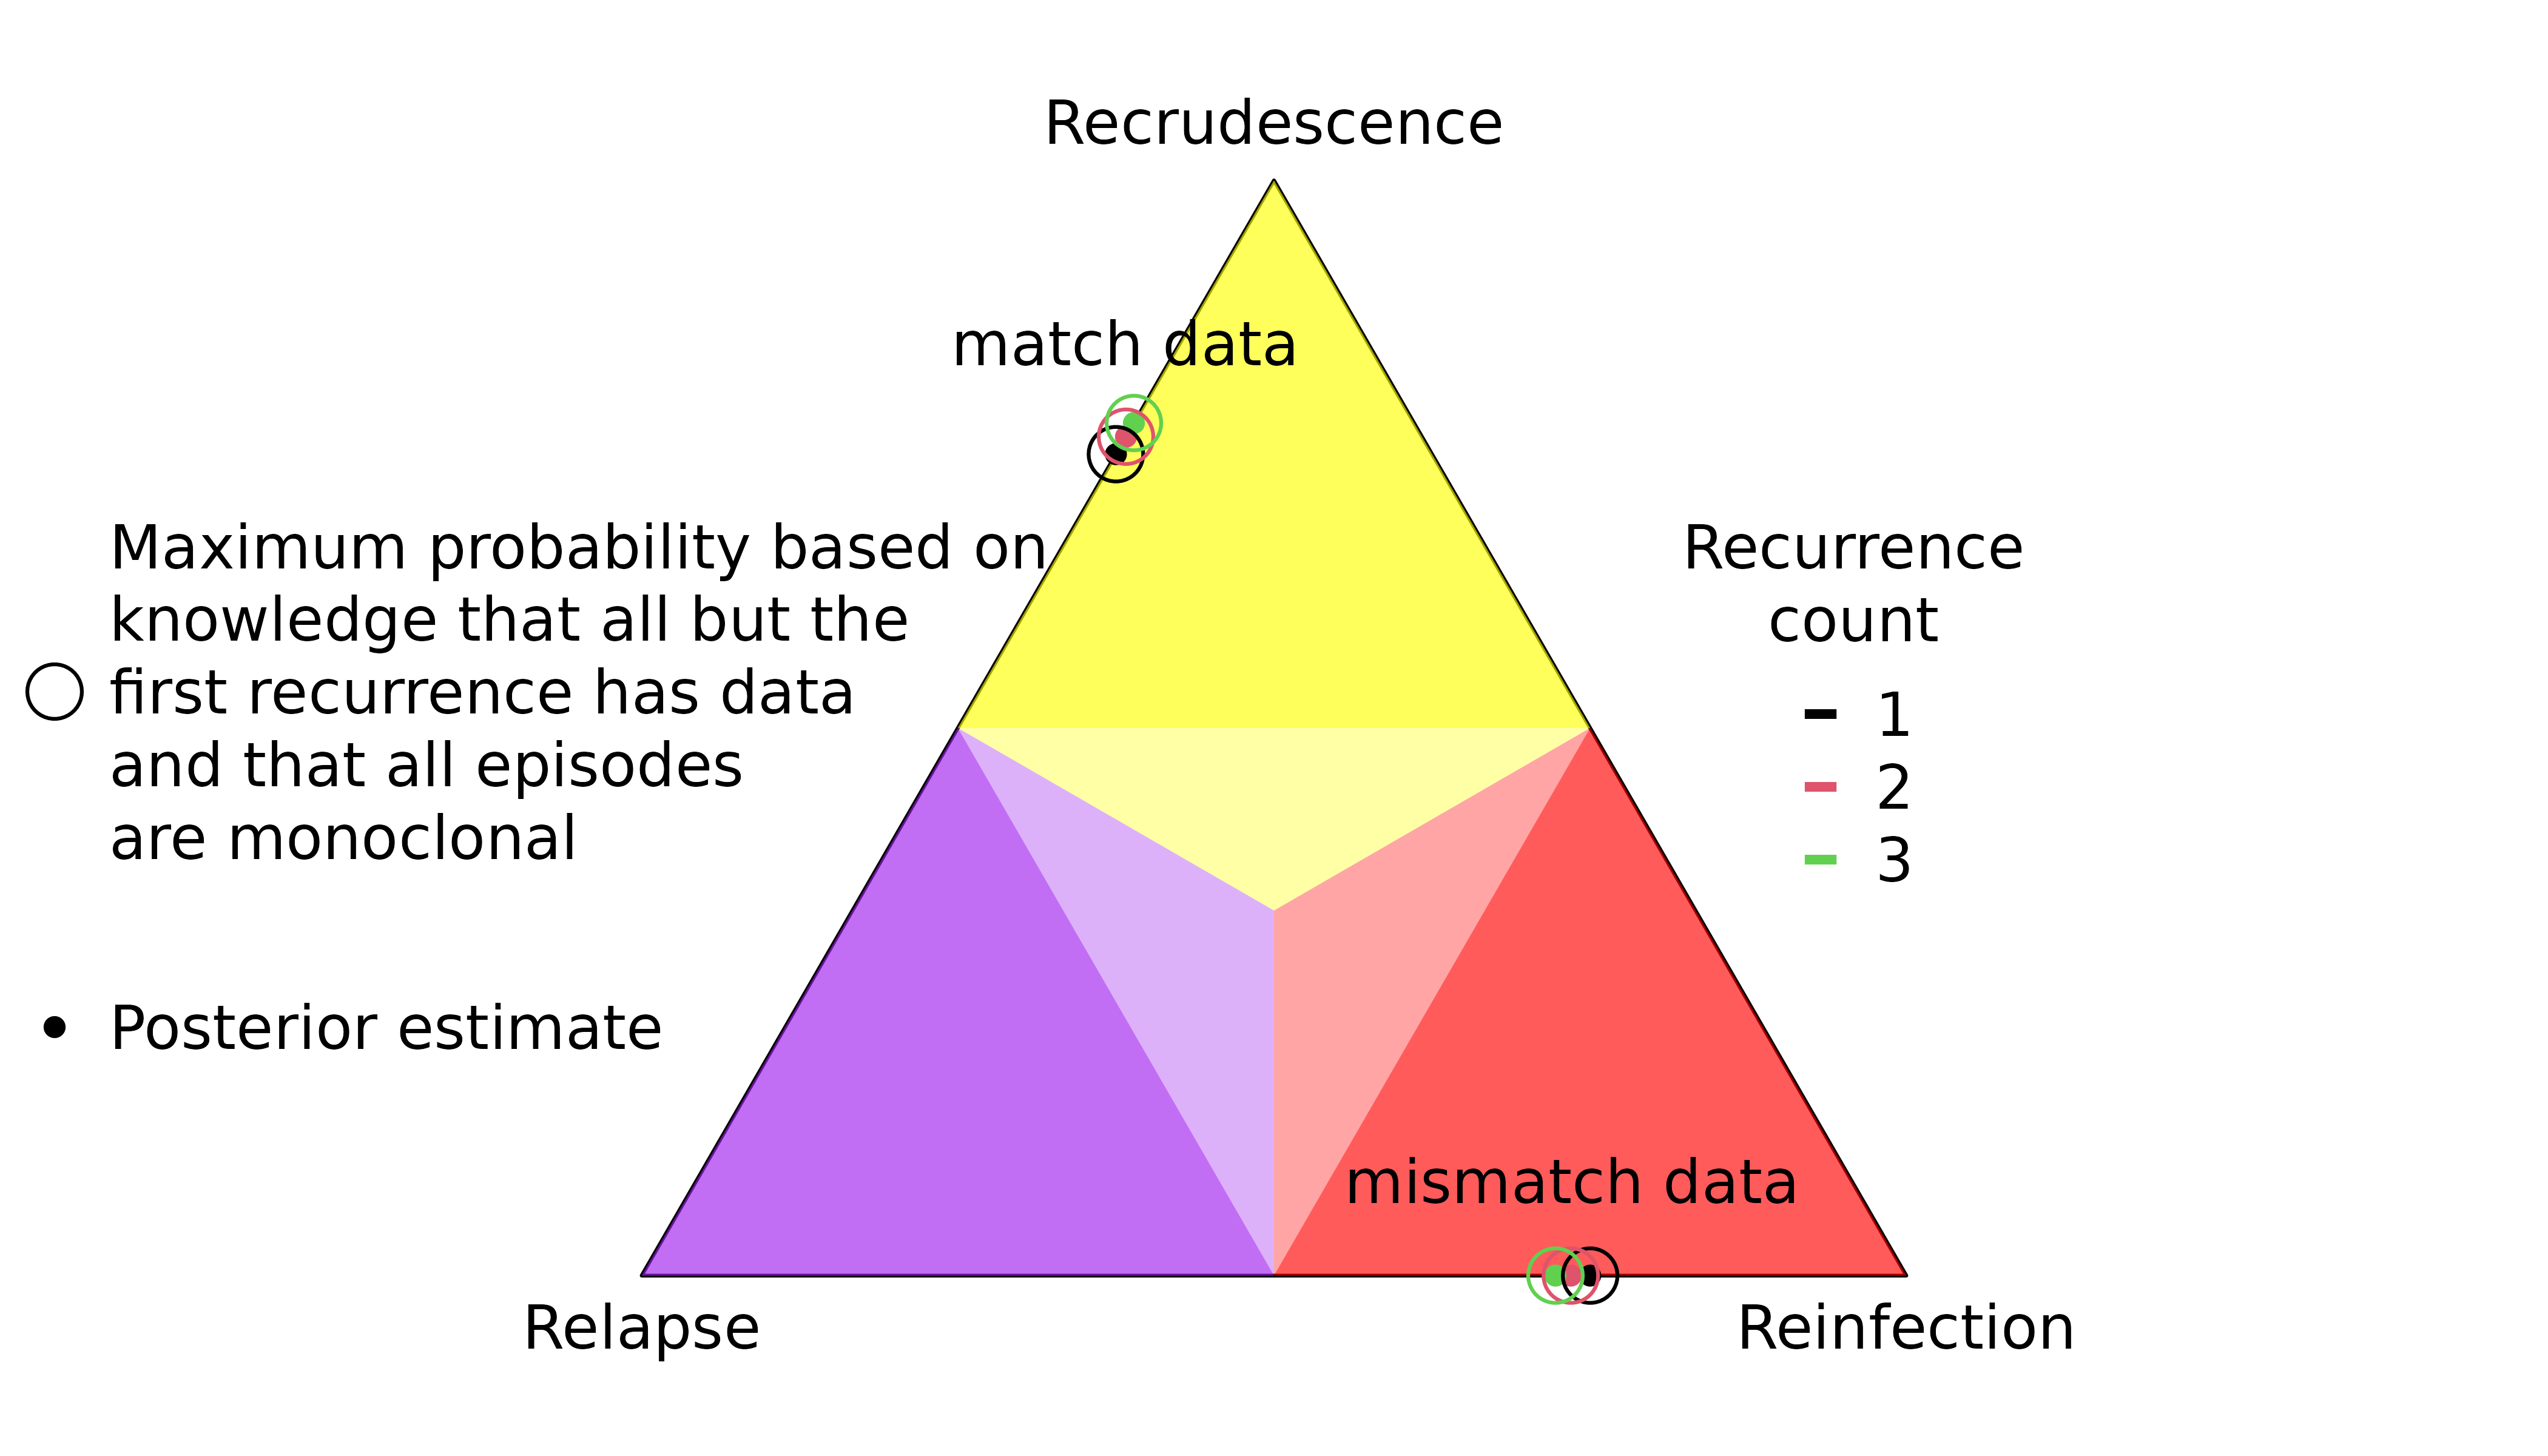 Recrudescence
match data
Maximum probability based on
knowledge that all but the
first recurrence has data
and that all episodes
are monoclonal
Posterior estimate
Recurrence
count
1
2
3
mismatch data
Relapse
Reinfection